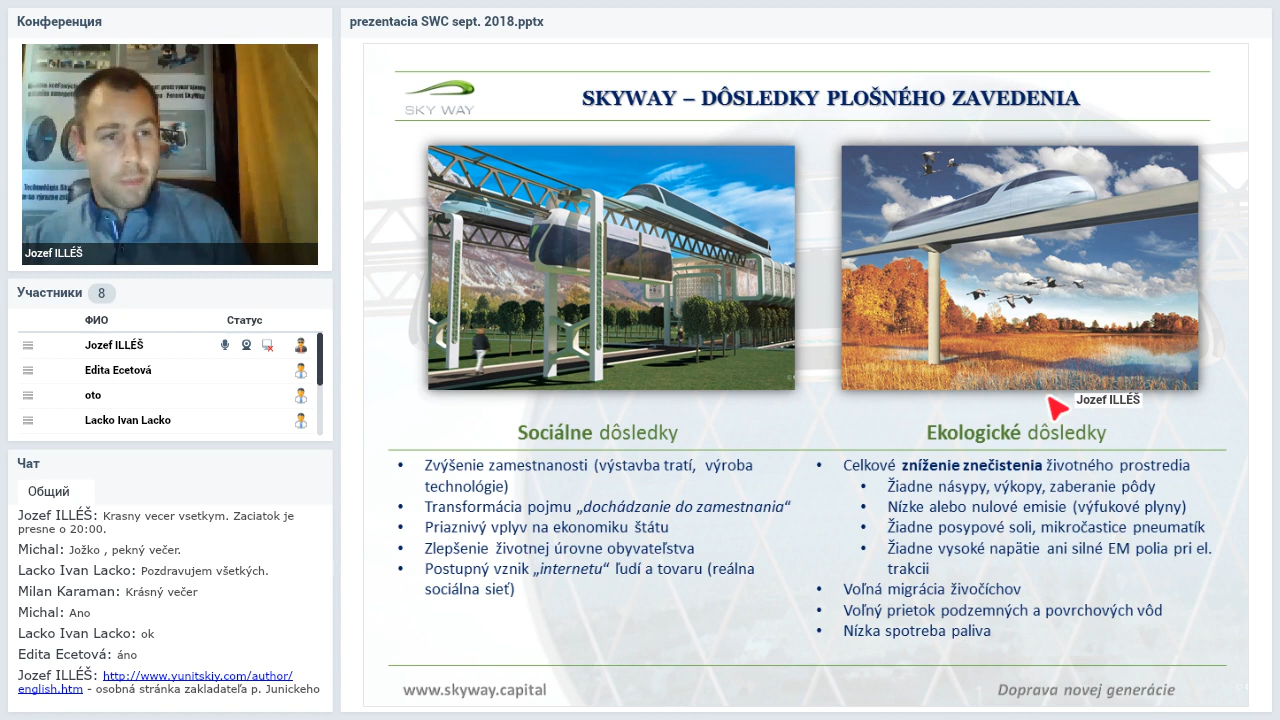 Конференция
Jozef ILLÉŠ
Участники 8
ФИО Статус
Jozef ILLÉŠ
Edita Ecetová
oto
Lacko Ivan Lacko
Чат
Общий
Jozef ILLÉŠ: Krasny vecer vsetkym. Zaciatok je
presne o 20:00.
Michal: Jožko , pekný večer.
Lacko Ivan Lacko: Pozdravujem všetkých.
Milan Karaman: Krásný večer
Michal: Ano
Lacko Ivan Lacko: ok
Edita Ecetová: áno
Jozef ILLÉŠ: http://www.yunitskiy.com/author/
english.htm - osobná stránka zakladateľa p. Junickeho
prezentacia SWC sept. 2018.pptx
SKY WAY
SKYWAY – DÔSLEDKY PLOŠNÉHO ZAVEDENIA
Jozef ILLÉŠ
Sociálne dôsledky
• Zvýšenie zamestnanosti (výstavba tratí, výroba
technológie)
• Transformácia pojmu „dochádzanie do zamestnania“
• Priaznivý vplyv na ekonomiku štátu
• Zlepšenie životnej úrovne obyvateľstva
• Postupný vznik „internetu“ ľudí a tovaru (reálna
sociálna sieť)
Ekologické dôsledky
• Celkové zníženie znečistenia životného prostredia
• Žiadne násypy, výkopy, zaberanie pôdy
• Nízke alebo nulové emisie (výfukové plyny)
• Žiadne posypové soli, mikročastice pneumatík
• Žiadne vysoké napätie ani silné EM polia pri el.
trakcii
• Voľná migrácia živočíchov
• Voľný prietok podzemných a povrchových vôd
• Nízka spotreba paliva
www.skyway.capital
Doprava novej generácie